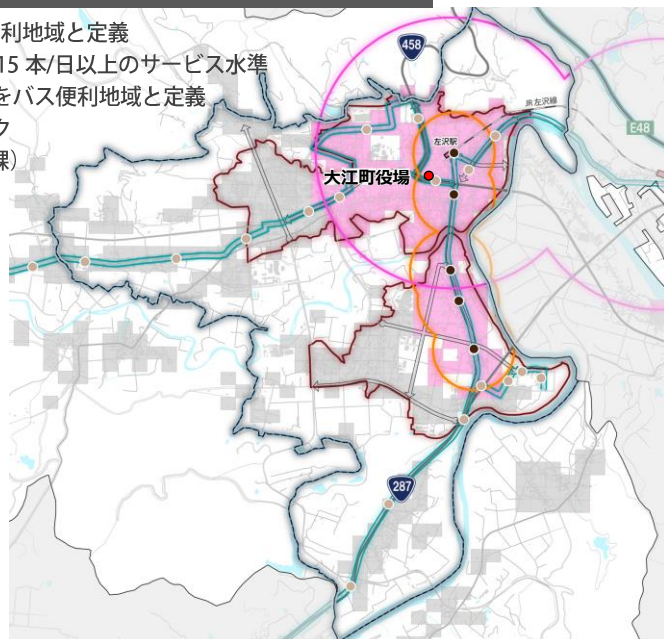 利地域と定義
15 本/日以上のサービス水準
をバス便利地域と定義
ク
課）
458
JR左沢線
E48
左沢駅
大江町役場
287